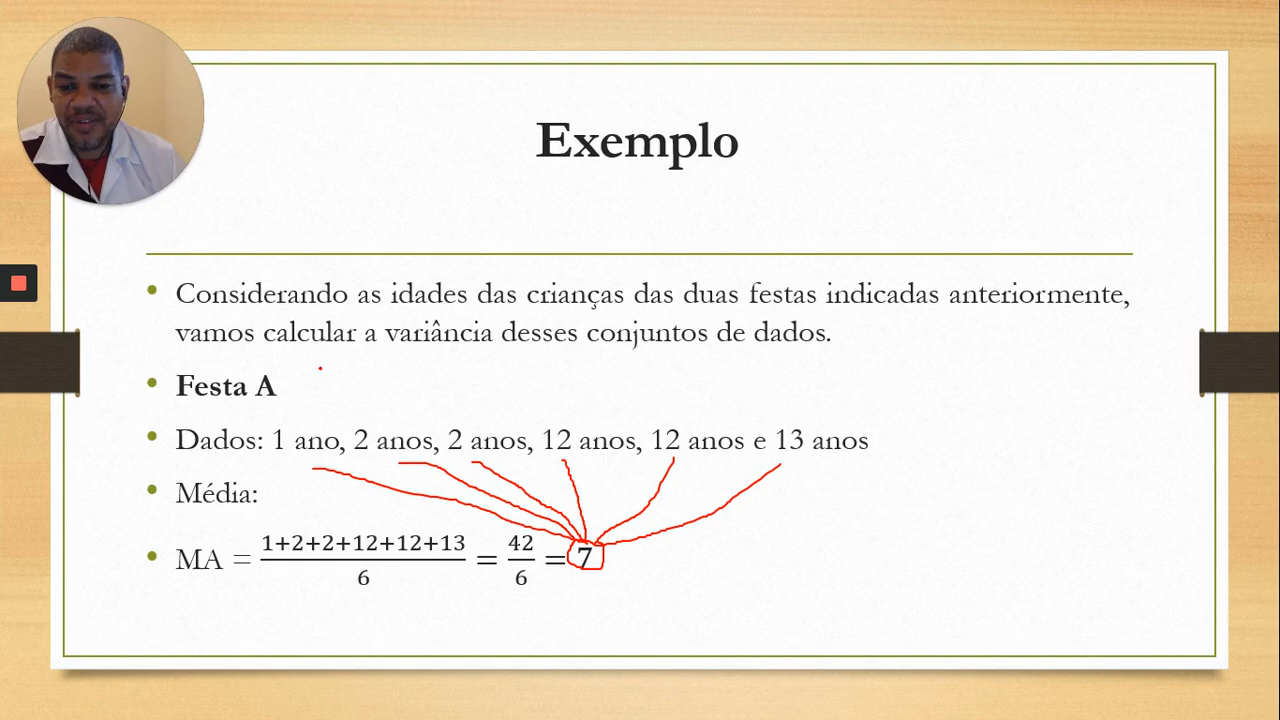 Exemplo
Considerando as idades das crianças das duas festas indicadas anteriormente,
vamos calcular a variância desses conjuntos de dados.
Festa A
Dados: 1 ano, 2 anos, 2 anos, 12 anos, 12 anos e 13 anos
Média:
MA = \frac{1+2+2+12+12+13}{6} = \frac{42}{6} = 7